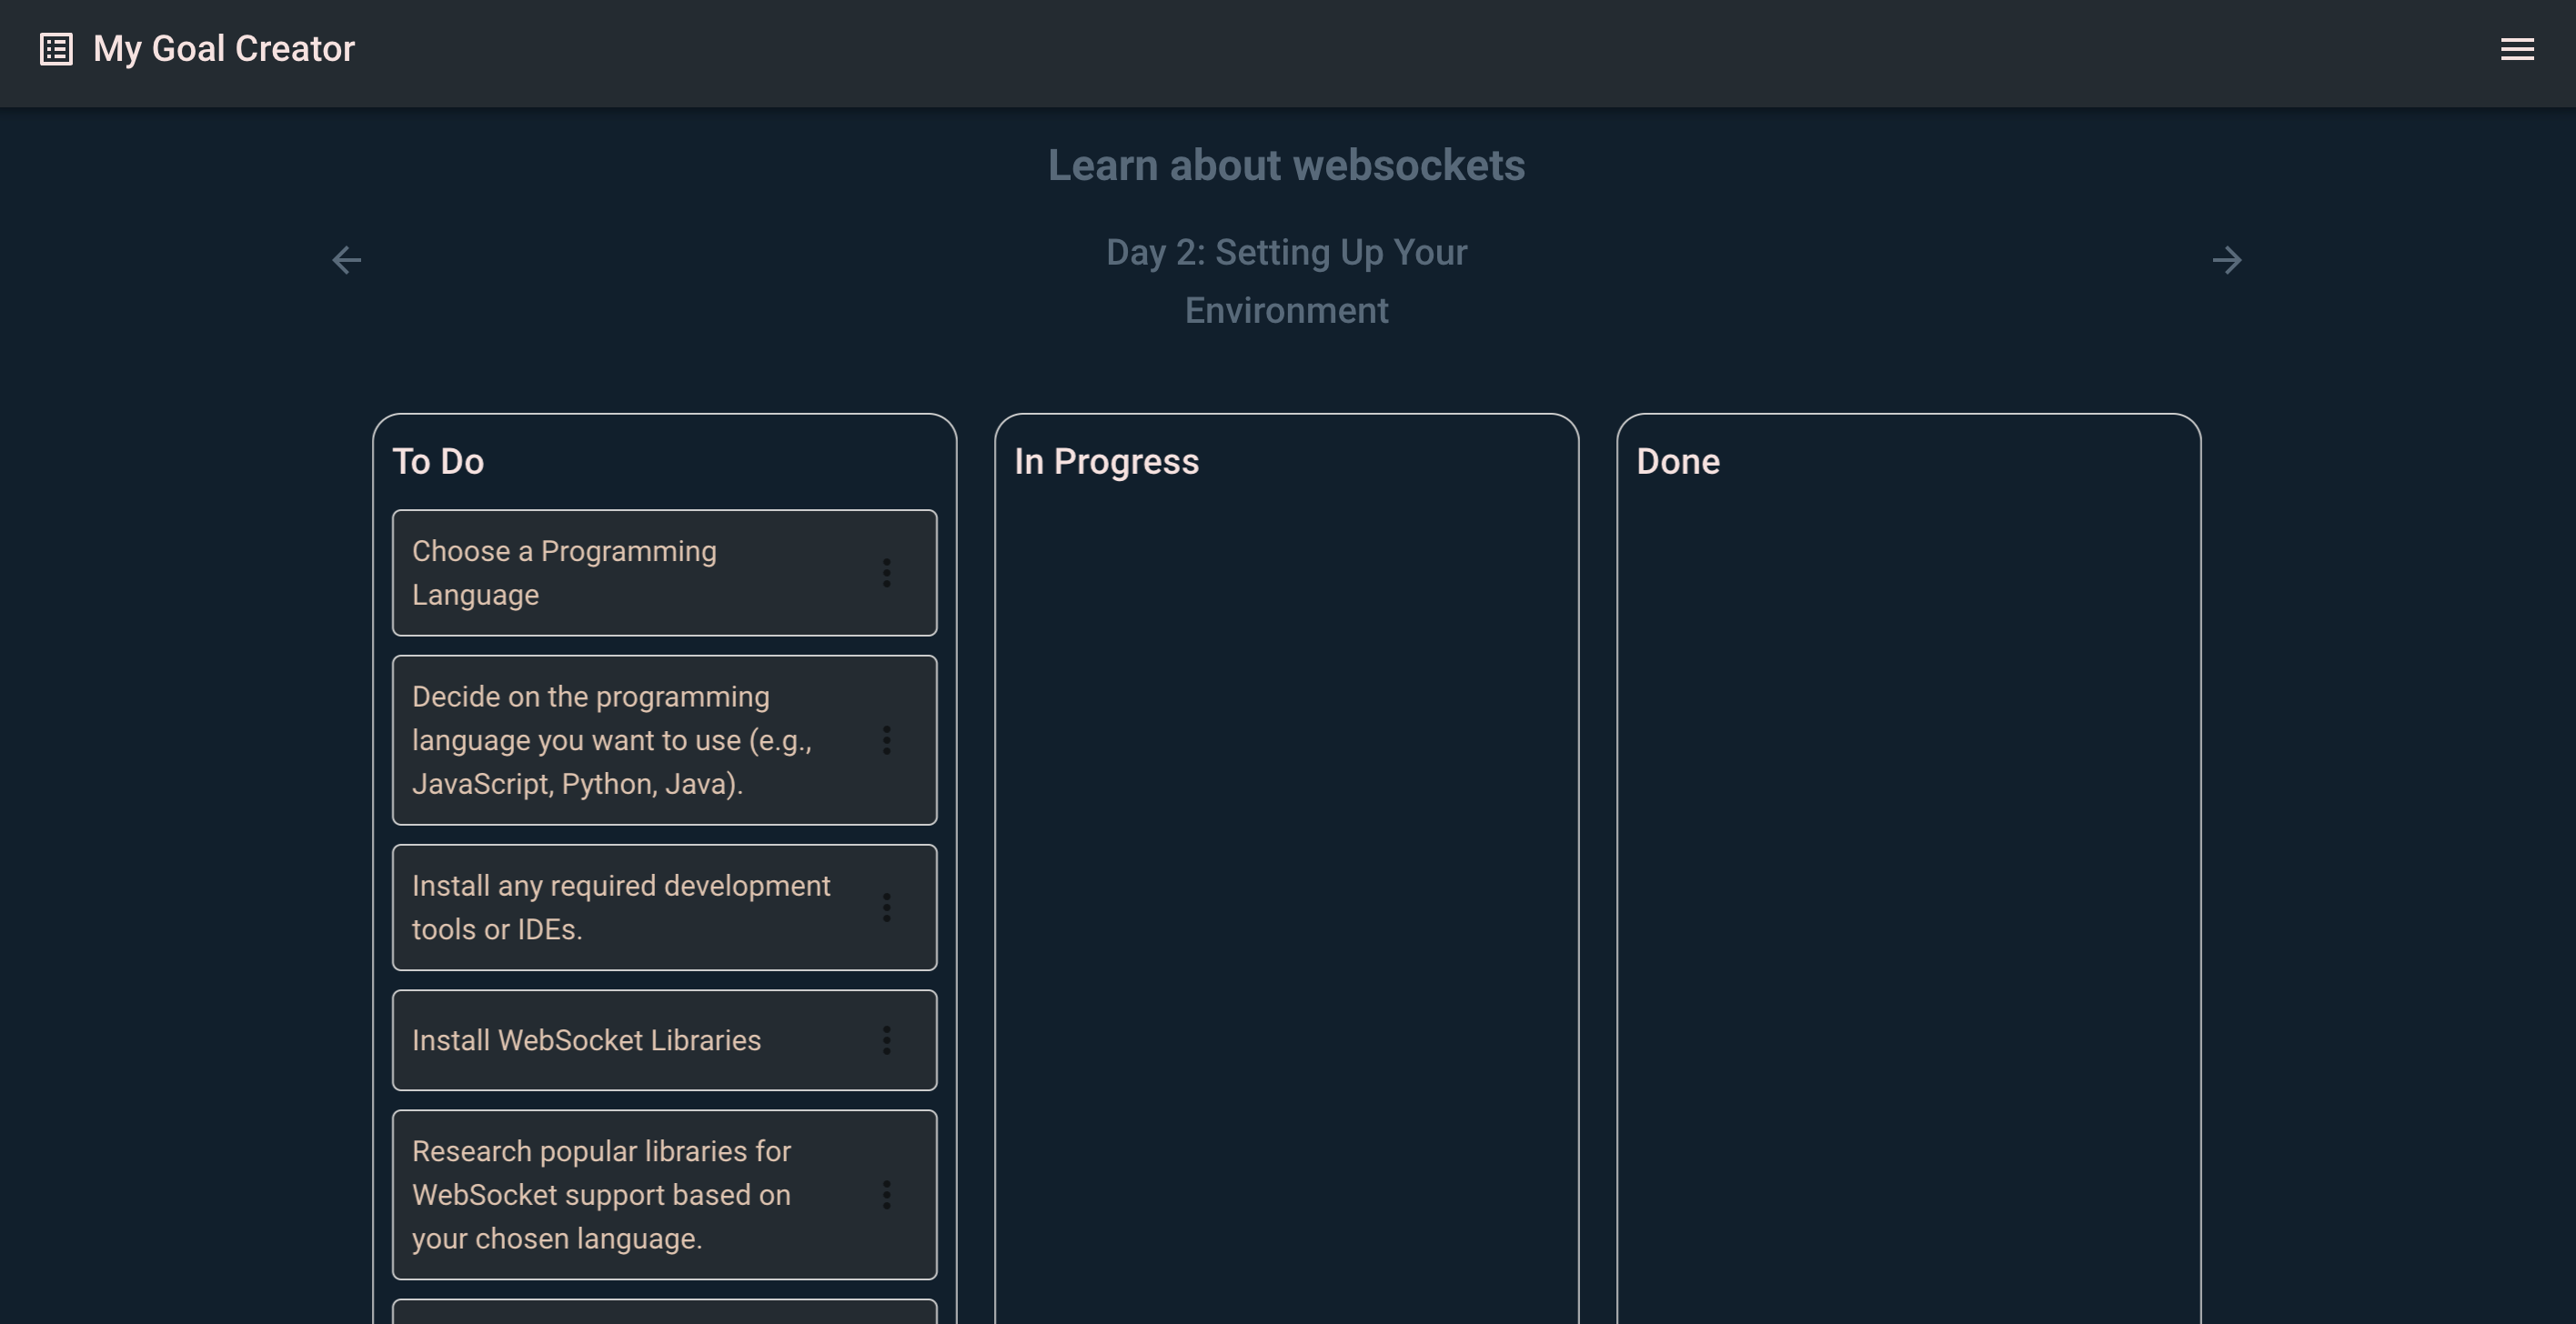 My Goal Creator
Learn about websockets
Day 2: Setting Up Your
Environment
To Do
Choose a Programming
Language
Decide on the programming
language you want to use (e.g.,
JavaScript, Python, Java).
Install any required development
tools or IDEs.
Install WebSocket Libraries
Research popular libraries for
WebSocket support based on
your chosen language.
In Progress
Done